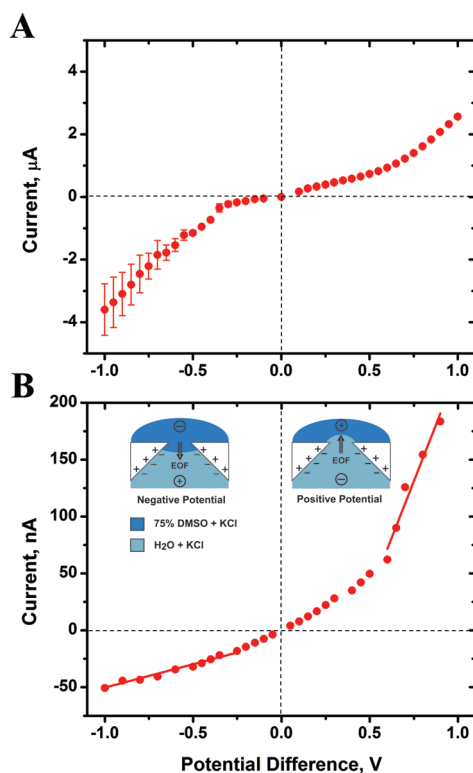 A
4
2
0
-2
-4
Current, μA
-1.0 -0.5 0.0 0.5 1.0
B
200
150
100
50
0
-50
Current, nA
− +
+ + + + − − − − EOF + + + + − − − −
+ −
Negative Potential Positive Potential
75% DMSO + KCl
H2O + KCl
-1.0 -0.5 0.0 0.5 1.0
Potential Difference, V